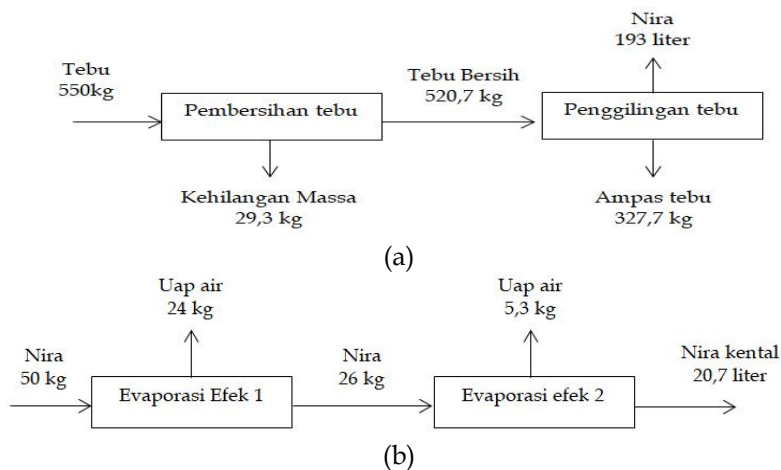 Nira
193 liter
Tebu
550kg
Tebu Bersih
520,7 kg
Pembersihan tebu
Penggilingan tebu
Kehilangan Massa
29,3 kg
Ampas tebu
327,7 kg
(a)
Uap air
24 kg
Uap air
5,3 kg
Nira
50 kg
Nira
26 kg
Nira kental
20,7 liter
Evaporasi Efek 1
Evaporasi efek 2
(b)